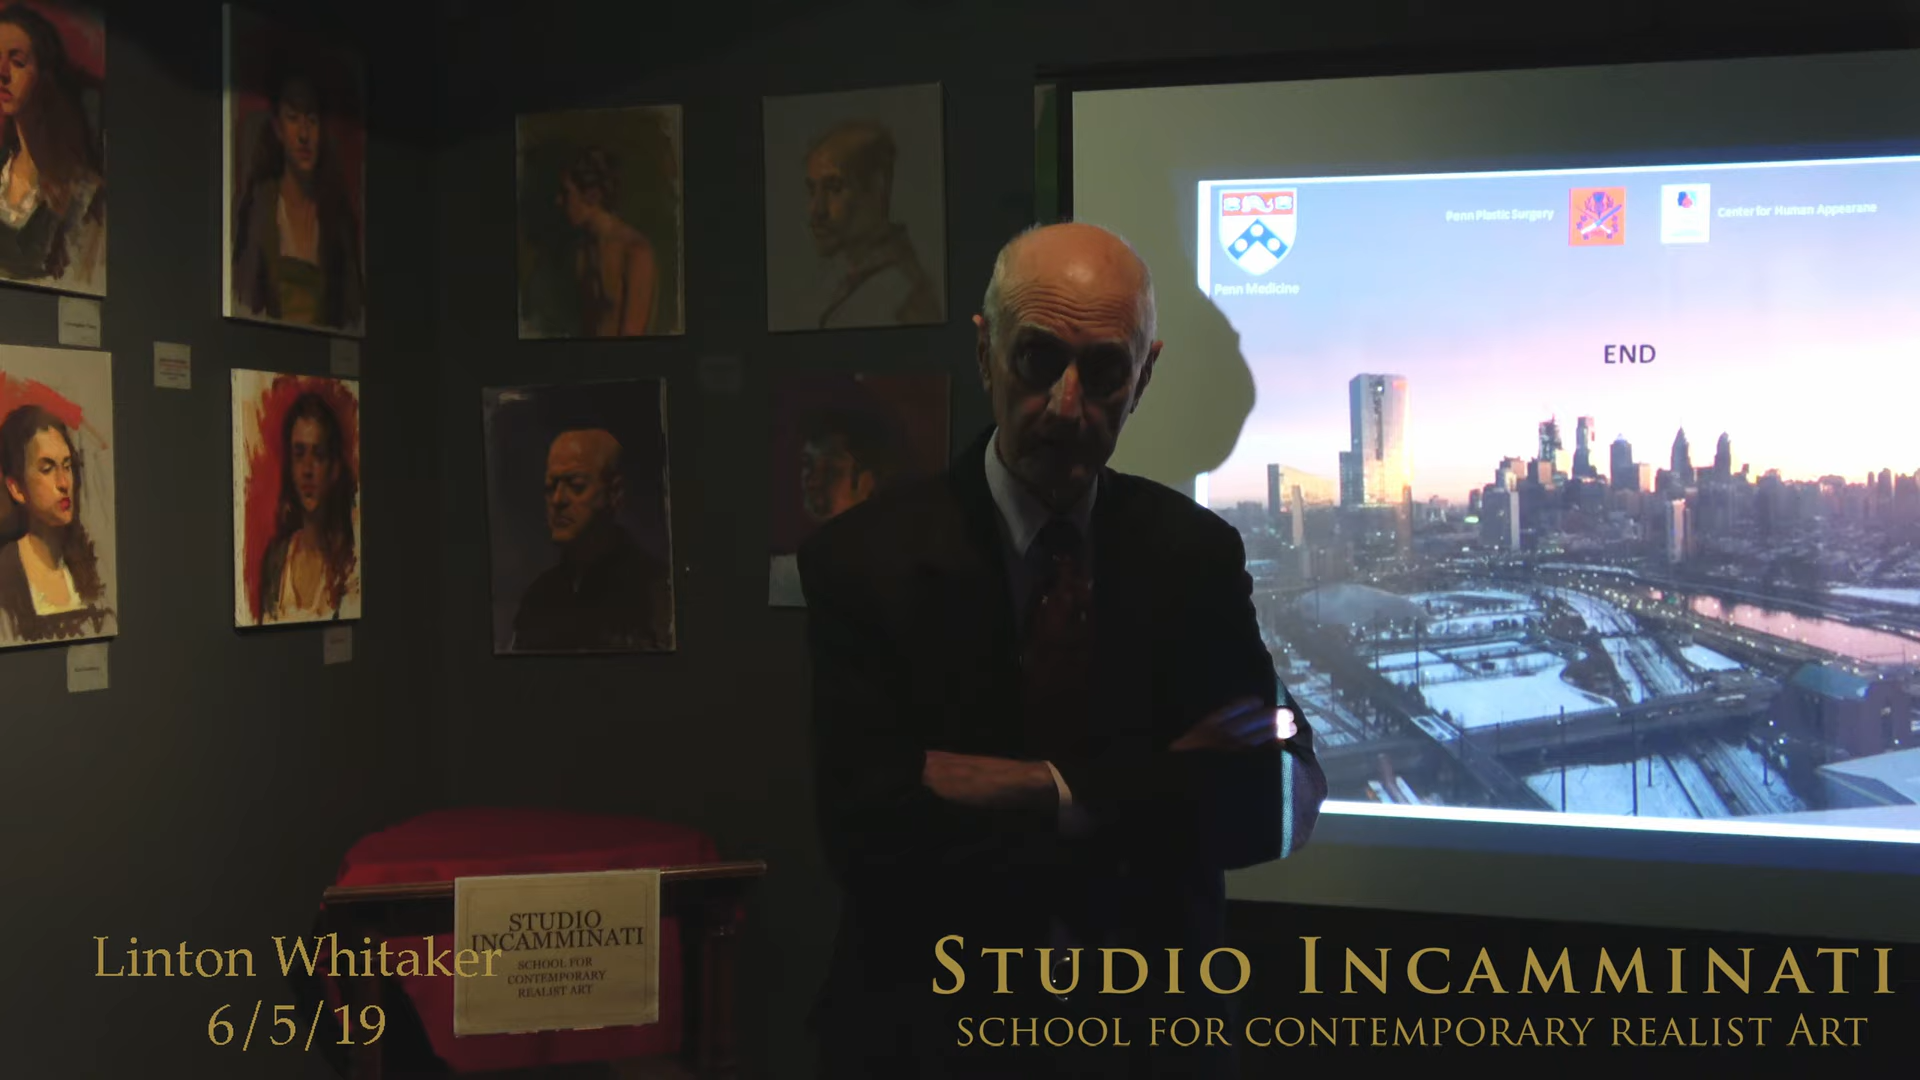 Penn Plastic Surgery
Center for Human Appearane
Penn Medicine
END
STUDIO
INCAMMINATI
SCHOOL FOR
CONTEMPORARY
REALIST ART
Linton Whitaker
6/5/19
STUDIO INCAMMINATI
SCHOOL FOR CONTEMPORARY REALIST ART